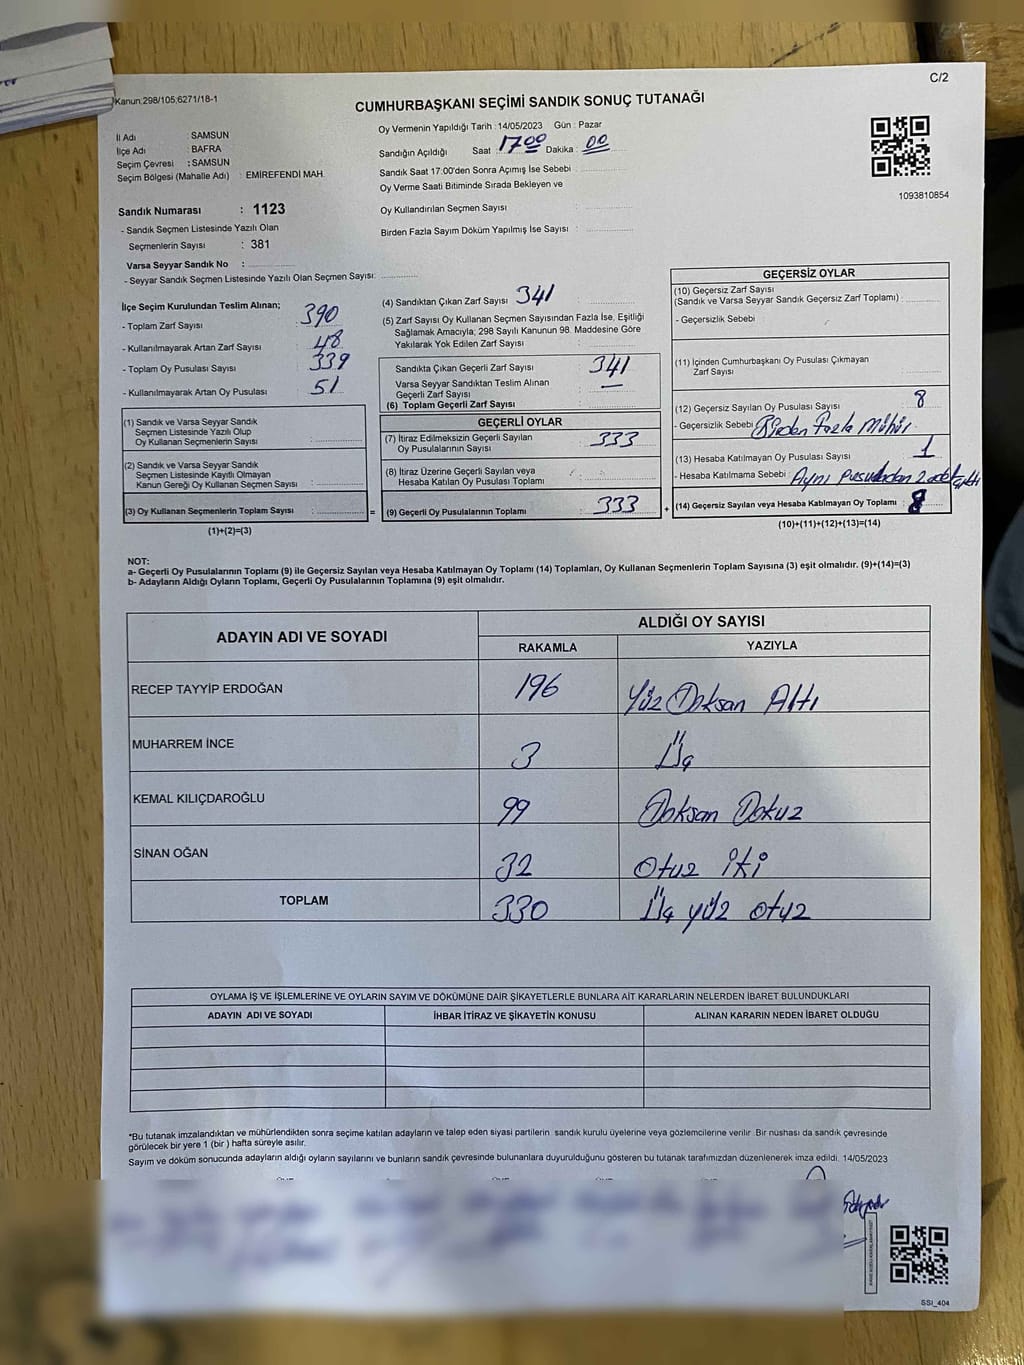 C/2
Kanun:298/105;6271/18-1
CUMHURBAŞKANI SEÇİMİ SANDIK SONUÇ TUTANAĞI
İl Adı : SAMSUN
İlçe Adı : BAFRA
Seçim Çevresi : SAMSUN
Seçim Bölgesi (Mahalle Adı) : EMİREFENDİ MAH.
Oy Vermenin Yapıldığı Tarih : 14/05/2023 Gün : Pazar
Sandığın Açıldığı Saat : 17 00 Dakika : 00
Sandık Saat 17:00'den Sonra Açımış İse Sebebi :
Oy Verme Saati Bitiminde Sırada Bekleyen ve
Oy Kullandırılan Seçmen Sayısı :
Birden Fazla Sayım Döküm Yapılmış İse Sayısı :
1093810854
Sandık Numarası : 1123
- Sandık Seçmen Listesinde Yazılı Olan
Seçmenlerin Sayısı : 381
Varsa Seyyar Sandık No :
- Seyyar Sandık Seçmen Listesinde Yazılı Olan Seçmen Sayısı:
İlçe Seçim Kurulundan Teslim Alınan;
- Toplam Zarf Sayısı : 390
- Kullanılmayarak Artan Zarf Sayısı : 48
- Toplam Oy Pusulası Sayısı : 339
- Kullanılmayarak Artan Oy Pusulası : 51
(1) Sandık ve Varsa Seyyar Sandık
Seçmen Listesinde Yazılı Olup
Oy Kullanan Seçmenlerin Sayısı :
(2) Sandık ve Varsa Seyyar Sandık
Seçmen Listesinde Kayıtlı Olmayan
Kanun Gereği Oy Kullanan Seçmen Sayısı :
(3) Oy Kullanan Seçmenlerin Toplam Sayısı :
(1)+(2)=(3)
(4) Sandıktan Çıkan Zarf Sayısı 341 :
(5) Zarf Sayısı Oy Kullanan Seçmen Sayısından Fazla İse, Eşitliği
Sağlamak Amacıyla; 298 Sayılı Kanunun 98. Maddesine Göre
Yakılarak Yok Edilen Zarf Sayısı :
Sandıkta Çıkan Geçerli Zarf Sayısı : 341
Varsa Seyyar Sandıktan Teslim Alınan
Geçerli Zarf Sayısı : —
(6) Toplam Geçerli Zarf Sayısı :
GEÇERLİ OYLAR
(7) İtiraz Edilmeksizin Geçerli Sayılan
Oy Pusulalarının Sayısı : 333
(8) İtiraz Üzerine Geçerli Sayılan veya
Hesaba Katılan Oy Pusulası Toplamı :
= (9) Geçerli Oy Pusulalarının Toplamı : 333 +
GEÇERSİZ OYLAR
(10) Geçersiz Zarf Sayısı
(Sandık ve Varsa Seyyar Sandık Geçersiz Zarf Toplamı) :
- Geçersizlik Sebebi :
(11) İçinden Cumhurbaşkanı Oy Pusulası Çıkmayan
Zarf Sayısı :
(12) Geçersiz Sayılan Oy Pusulası Sayısı : 8
- Geçersizlik Sebebi : Birden fazla Mühür
(13) Hesaba Katılmayan Oy Pusulası Sayısı : 1
- Hesaba Katılmama Sebebi : Aynı Pusuladan 2 adet
(14) Geçersiz Sayılan veya Hesaba Katılmayan Oy Toplamı : 8
(10)+(11)+(12)+(13)=(14)
NOT:
a- Geçerli Oy Pusulalarının Toplamı (9) ile Geçersiz Sayılan veya Hesaba Katılmayan Oy Toplamı (14) Toplamları, Oy Kullanan Seçmenlerin Toplam Sayısına (3) eşit olmalıdır. (9)+(14)=(3)
b- Adayların Aldığı Oyların Toplamı, Geçerli Oy Pusulalarının Toplamına (9) eşit olmalıdır.
ADAYIN ADI VE SOYADI ALDIĞI OY SAYISI
RAKAMLA YAZIYLA
RECEP TAYYİP ERDOĞAN 196 Yüz Doksan Altı
MUHARREM İNCE 3 Üç
KEMAL KILIÇDAROĞLU 99 Doksan Dokuz
SİNAN OĞAN 32 Otuz İki
TOPLAM 330 Üç yüz otuz
OYLAMA İŞ VE İŞLEMLERİNE VE OYLARIN SAYIM VE DÖKÜMÜNE DAİR ŞİKAYETLERLE BUNLARA AİT KARARLARIN NELERDEN İBARET BULUNDUKLARI
ADAYIN ADI VE SOYADI İHBAR İTİRAZ VE ŞİKAYETİN KONUSU ALINAN KARARIN NEDEN İBARET OLDUĞU
*Bu tutanak imzalandıktan ve mühürlendikten sonra seçime katılan adayların ve talep eden siyasi partilerin sandık kurulu üyelerine veya gözlemcilerine verilir. Bir nüshası da sandık çevresinde
görülecek bir yere 1 (bir) hafta süreyle asılır.
Sayım ve döküm sonucunda adayların aldığı oyların sayılarını ve bunların sandık çevresinde bulunanlara duyurulduğunu gösteren bu tutanak tarafımızdan düzenlenerek imza edildi. 14/05/2023
SSI_404